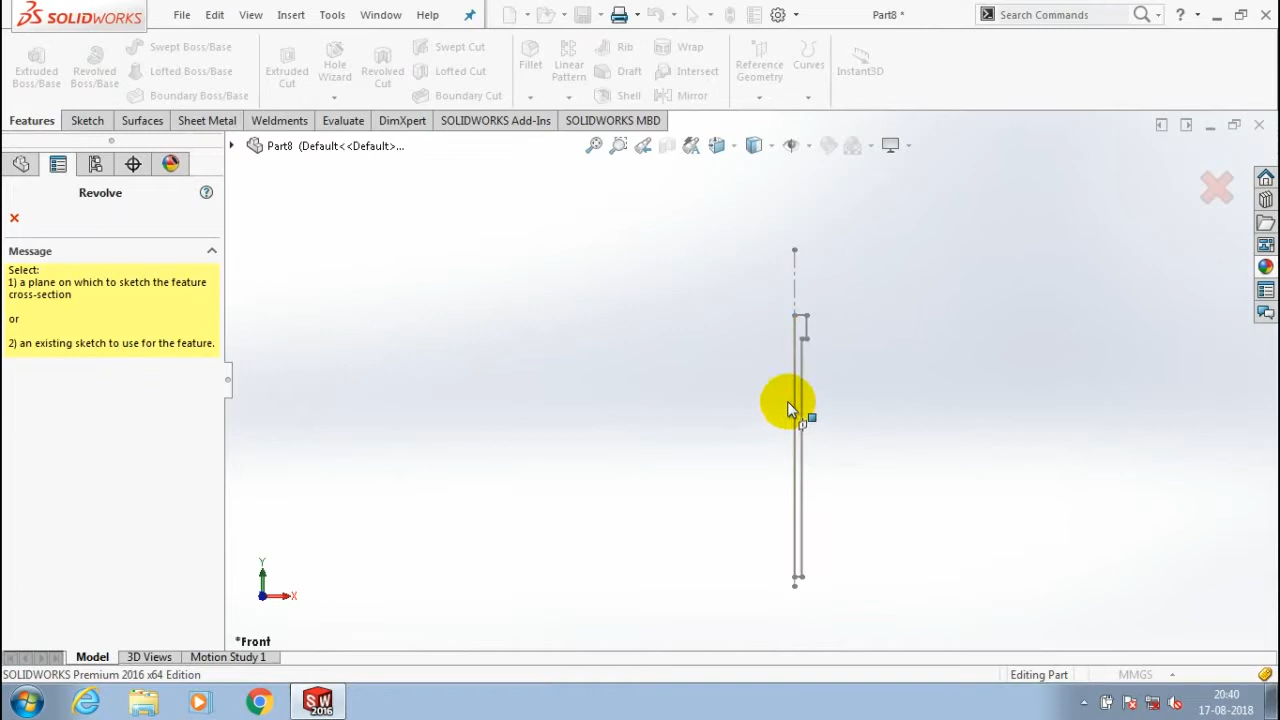 SOLIDWORKS File Edit View Insert Tools Window Help Part8 * Search Commands
Extruded Boss/Base
Revolved Boss/Base
Swept Boss/Base
Lofted Boss/Base
Boundary Boss/Base
Extruded Cut
Hole Wizard
Revolved Cut
Swept Cut
Lofted Cut
Boundary Cut
Fillet
Linear Pattern
Rib
Draft
Shell
Wrap
Intersect
Mirror
Reference Geometry
Curves
Instant3D
Features Sketch Surfaces Sheet Metal Weldments Evaluate DimXpert SOLIDWORKS Add-Ins SOLIDWORKS MBD
Part8 (Default<<Default>...
Revolve
Message
Select:
1) a plane on which to sketch the feature
cross-section
or
2) an existing sketch to use for the feature.
Y
X
*Front
Model 3D Views Motion Study 1
SOLIDWORKS Premium 2016 x64 Edition Editing Part MMGS
SW
2016
20:40
17-08-2018